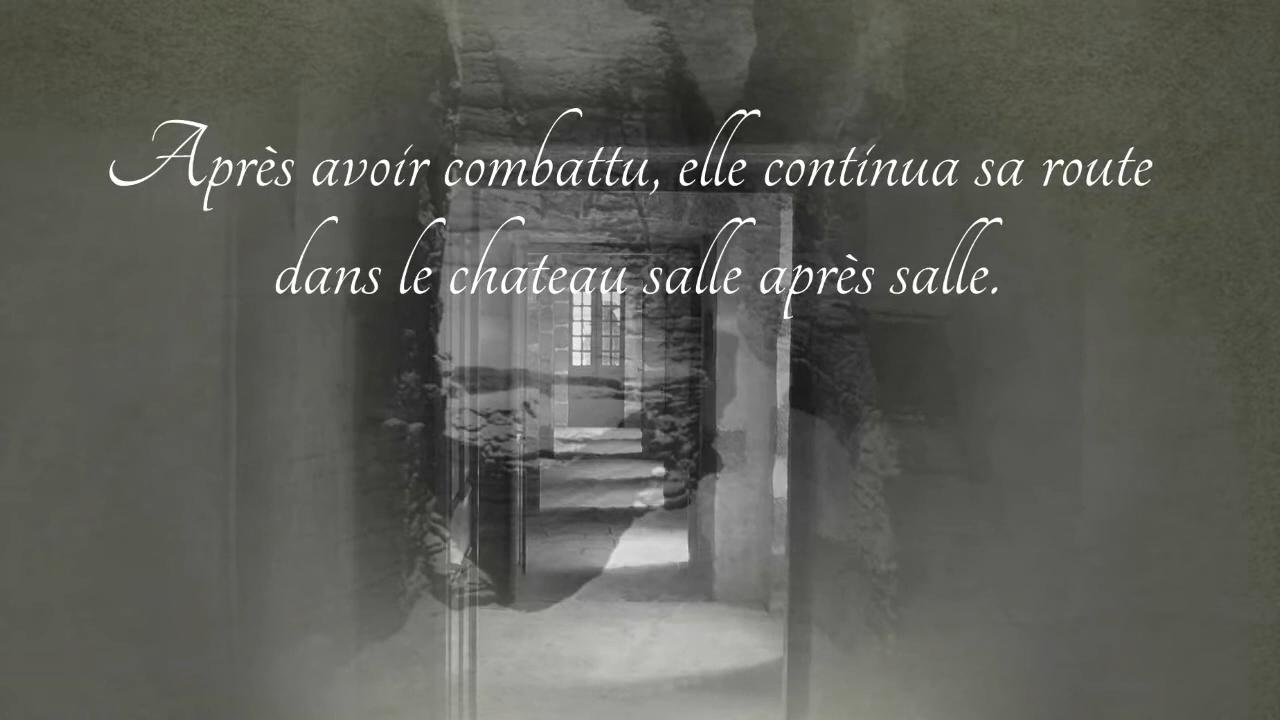 Après avoir combattu, elle continua sa route
dans le chateau salle après salle.